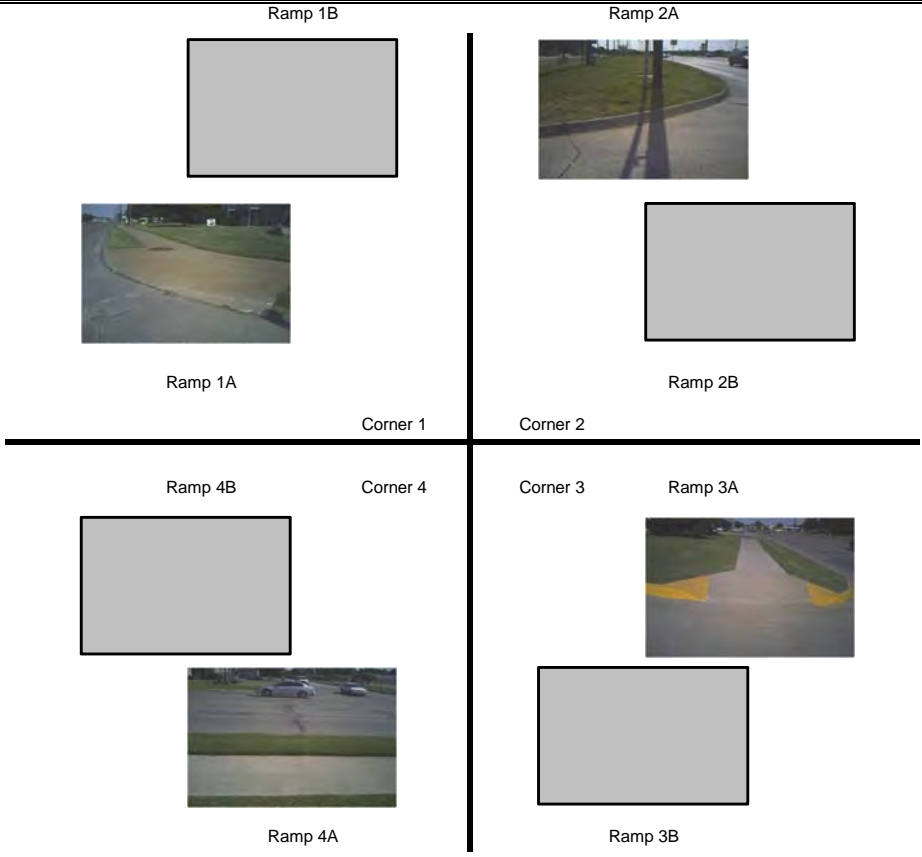 Ramp 1B Ramp 2A
Ramp 1A Ramp 2B
Corner 1 Corner 2
Ramp 4B Corner 4 Corner 3 Ramp 3A
Ramp 4A Ramp 3B